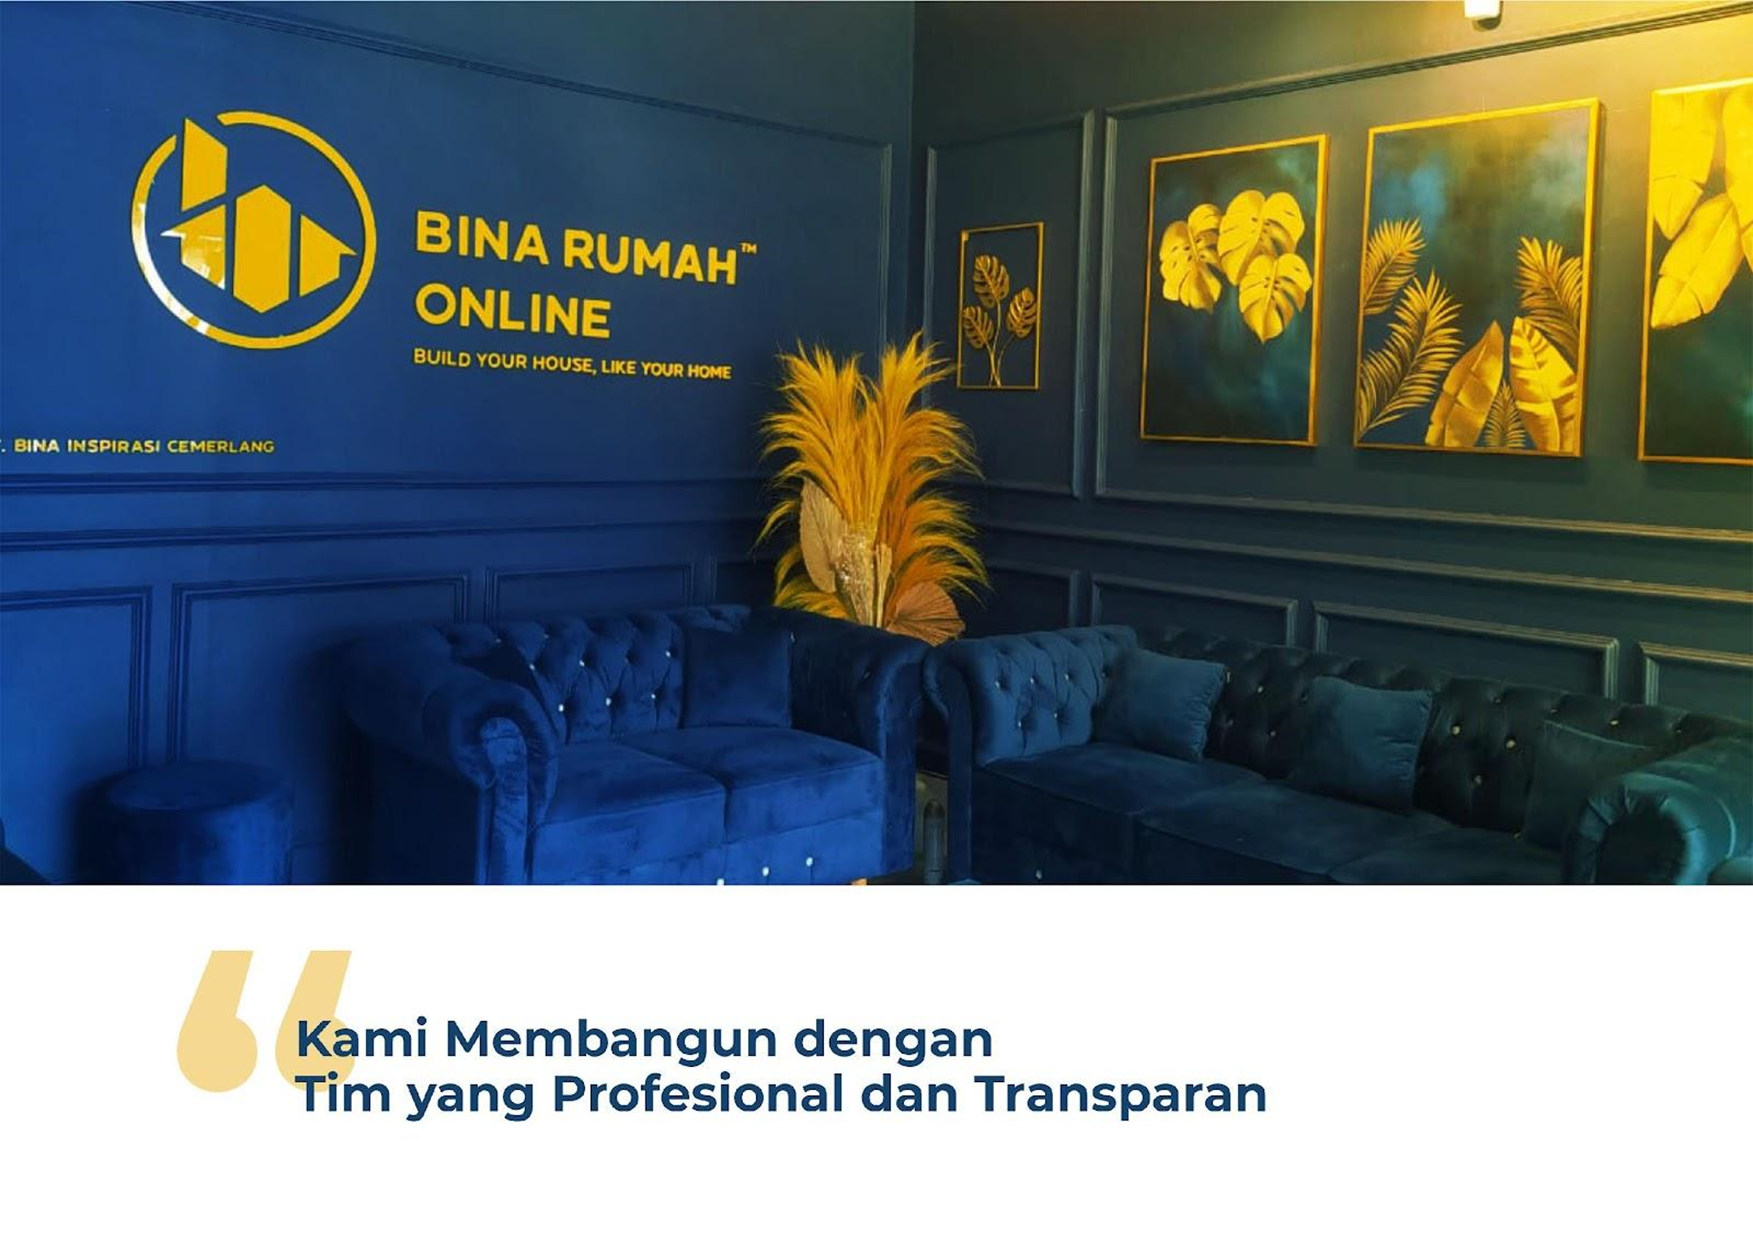 BINA RUMAH™
ONLINE
BUILD YOUR HOUSE, LIKE YOUR HOME
. BINA INSPIRASI CEMERLANG
“Kami Membangun dengan
Tim yang Profesional dan Transparan